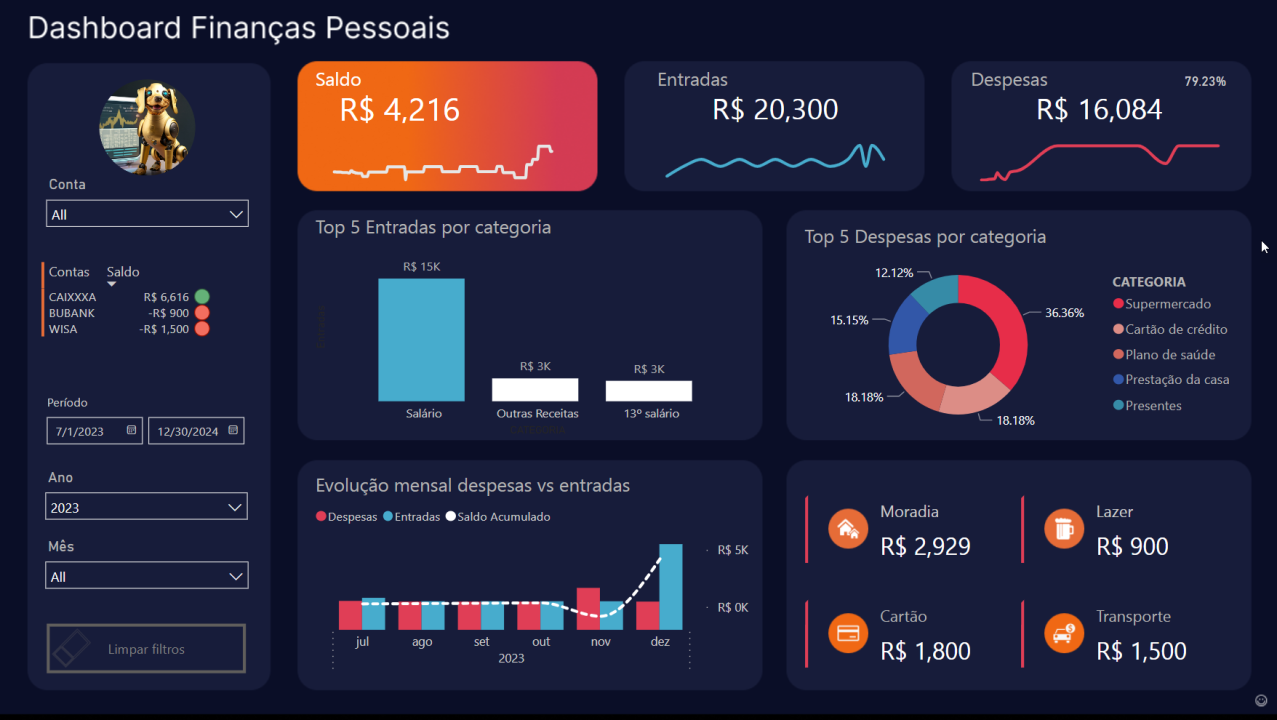 Dashboard Finanças Pessoais
Conta
All
Contas Saldo
CAIXXXA R$ 6,616
BUBANK -R$ 900
WISA -R$ 1,500
Período
7/1/2023 12/30/2024
Ano
2023
Mês
All
Limpar filtros
Saldo
R$ 4,216
Entradas
R$ 20,300
Despesas 79.23%
R$ 16,084
Top 5 Entradas por categoria
R$ 15K
R$ 3K
R$ 3K
Salário Outras Receitas 13º salário
Top 5 Despesas por categoria
12.12%
15.15%
18.18%
18.18%
36.36%
CATEGORIA
Supermercado
Cartão de crédito
Plano de saúde
Prestação da casa
Presentes
Evolução mensal despesas vs entradas
Despesas Entradas Saldo Acumulado
R$ 5K
R$ 0K
jul ago set out nov dez
2023
Moradia
R$ 2,929
Lazer
R$ 900
Cartão
R$ 1,800
Transporte
R$ 1,500